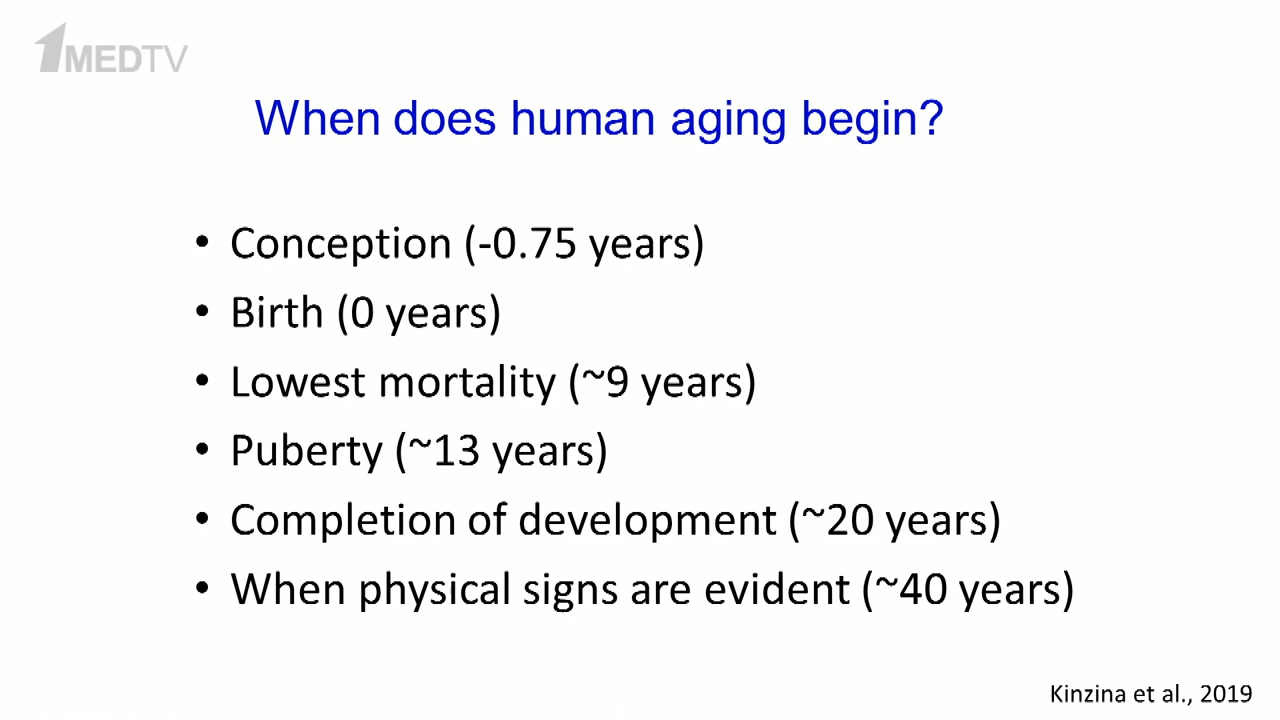 1MEDTV
When does human aging begin?
• Conception (-0.75 years)
• Birth (0 years)
• Lowest mortality (~9 years)
• Puberty (~13 years)
• Completion of development (~20 years)
• When physical signs are evident (~40 years)
Kinzina et al., 2019